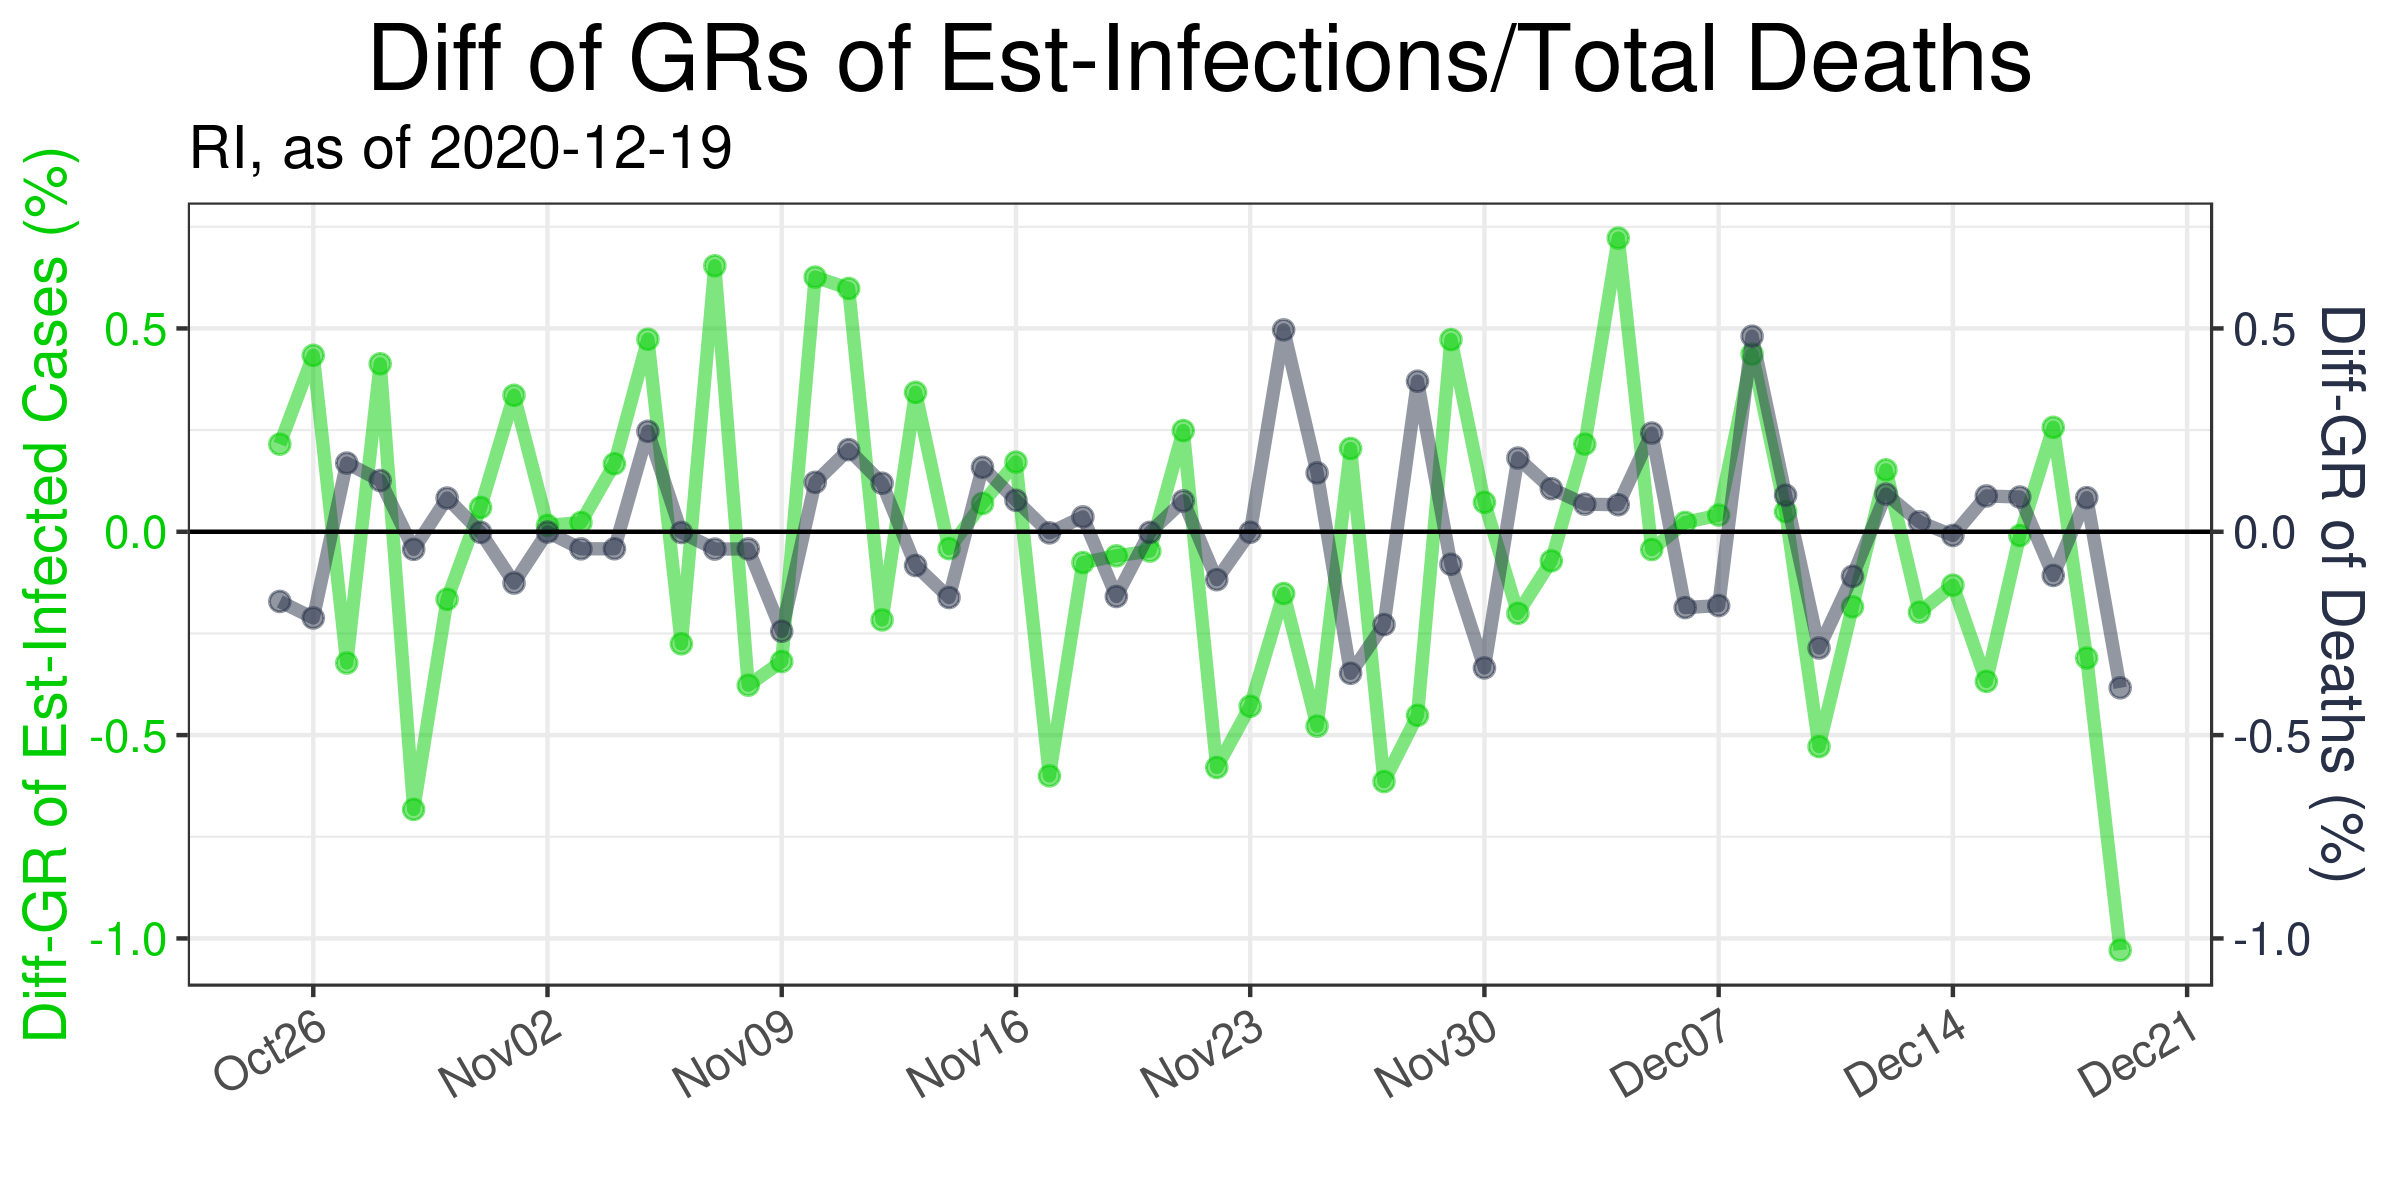 Diff of GRs of Est-Infections/Total Deaths
RI, as of 2020-12-19
Diff-GR of Est-Infected Cases (%)
0.5
0.0
-0.5
-1.0
0.5
0.0
-0.5
-1.0
Diff-GR of Deaths (%)
Oct26 Nov02 Nov09 Nov16 Nov23 Nov30 Dec07 Dec14 Dec21